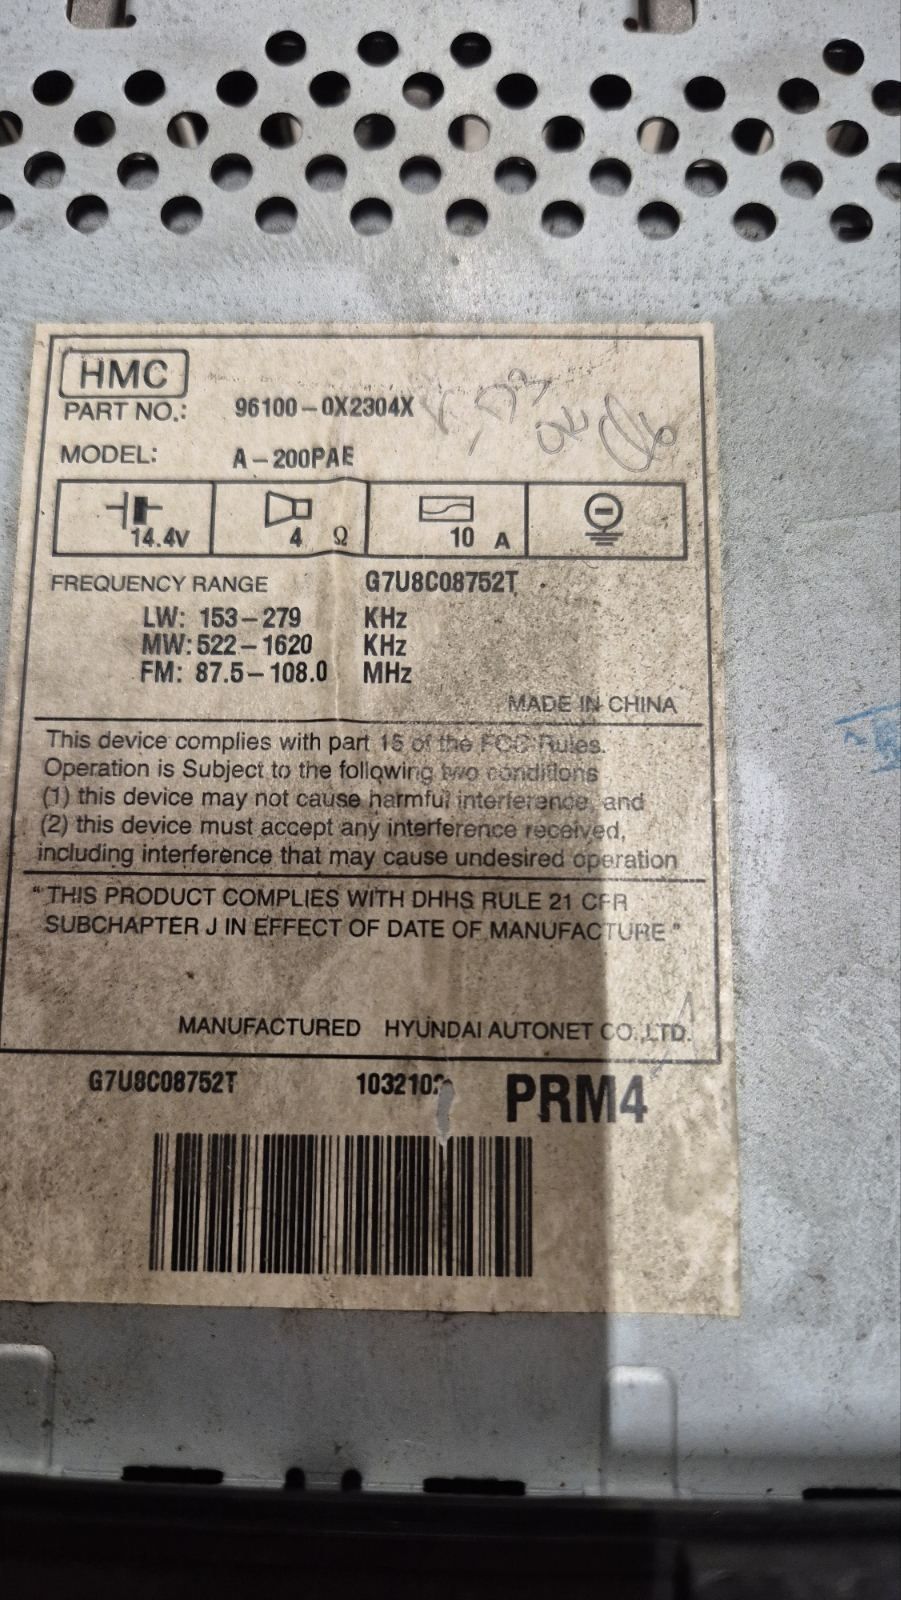 HMC
PART NO.: 96100-0X2304X
MODEL: A-200PAE
14.4V 4 Ω 10 A
FREQUENCY RANGE G7U8C08752T
LW: 153-279 KHz
MW: 522-1620 KHz
FM: 87.5-108.0 MHz
MADE IN CHINA
This device complies with part 15 of the FCC Rules.
Operation is Subject to the following two conditions
(1) this device may not cause harmful interference, and
(2) this device must accept any interference received,
including interference that may cause undesired operation
"THIS PRODUCT COMPLIES WITH DHHS RULE 21 CFR
SUBCHAPTER J IN EFFECT OF DATE OF MANUFACTURE"
MANUFACTURED HYUNDAI AUTONET CO.,LTD.
G7U8C08752T PRM4